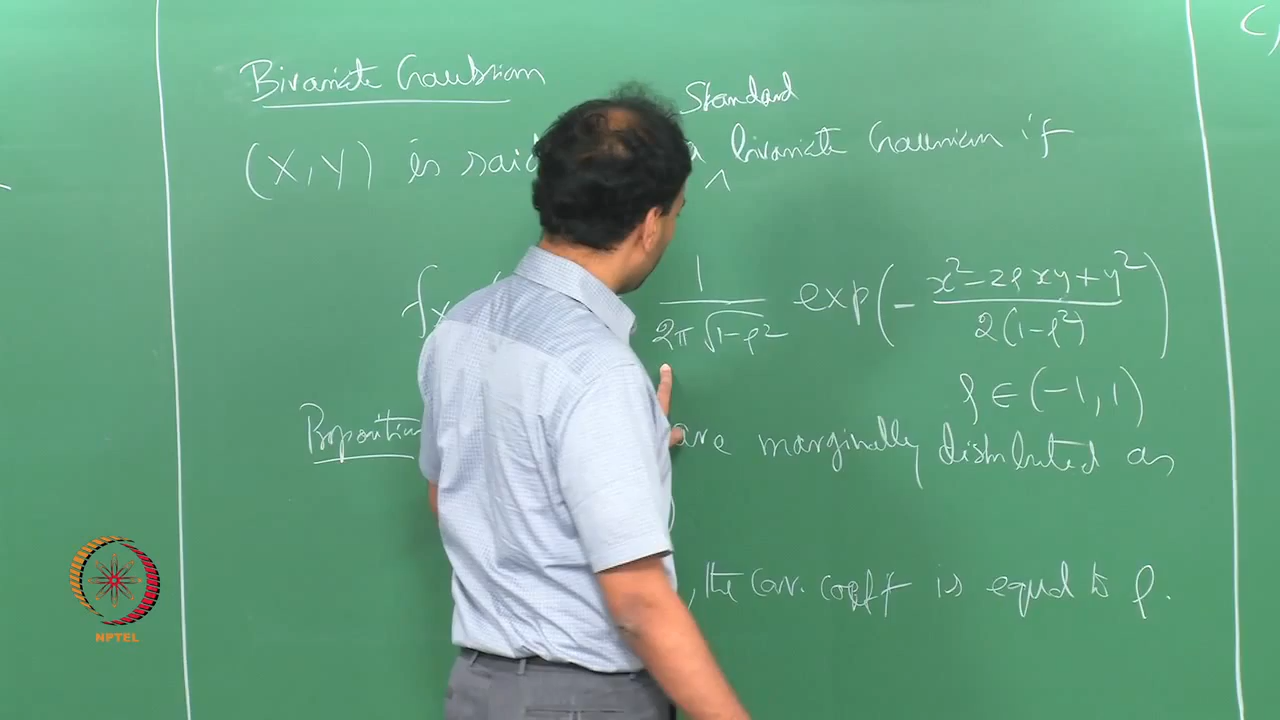 C)
Bivariate Gaussian
Standard
(X,Y) is said a ^ bivariate Gaussian if
f 1 / 2π√1-ρ² exp(- x²-2ρxy+y² / 2(1-ρ²))
ρ ∈ (-1, 1)
Proposition are marginally distributed as
, the Cov. coeff is equal to ρ.
NPTEL